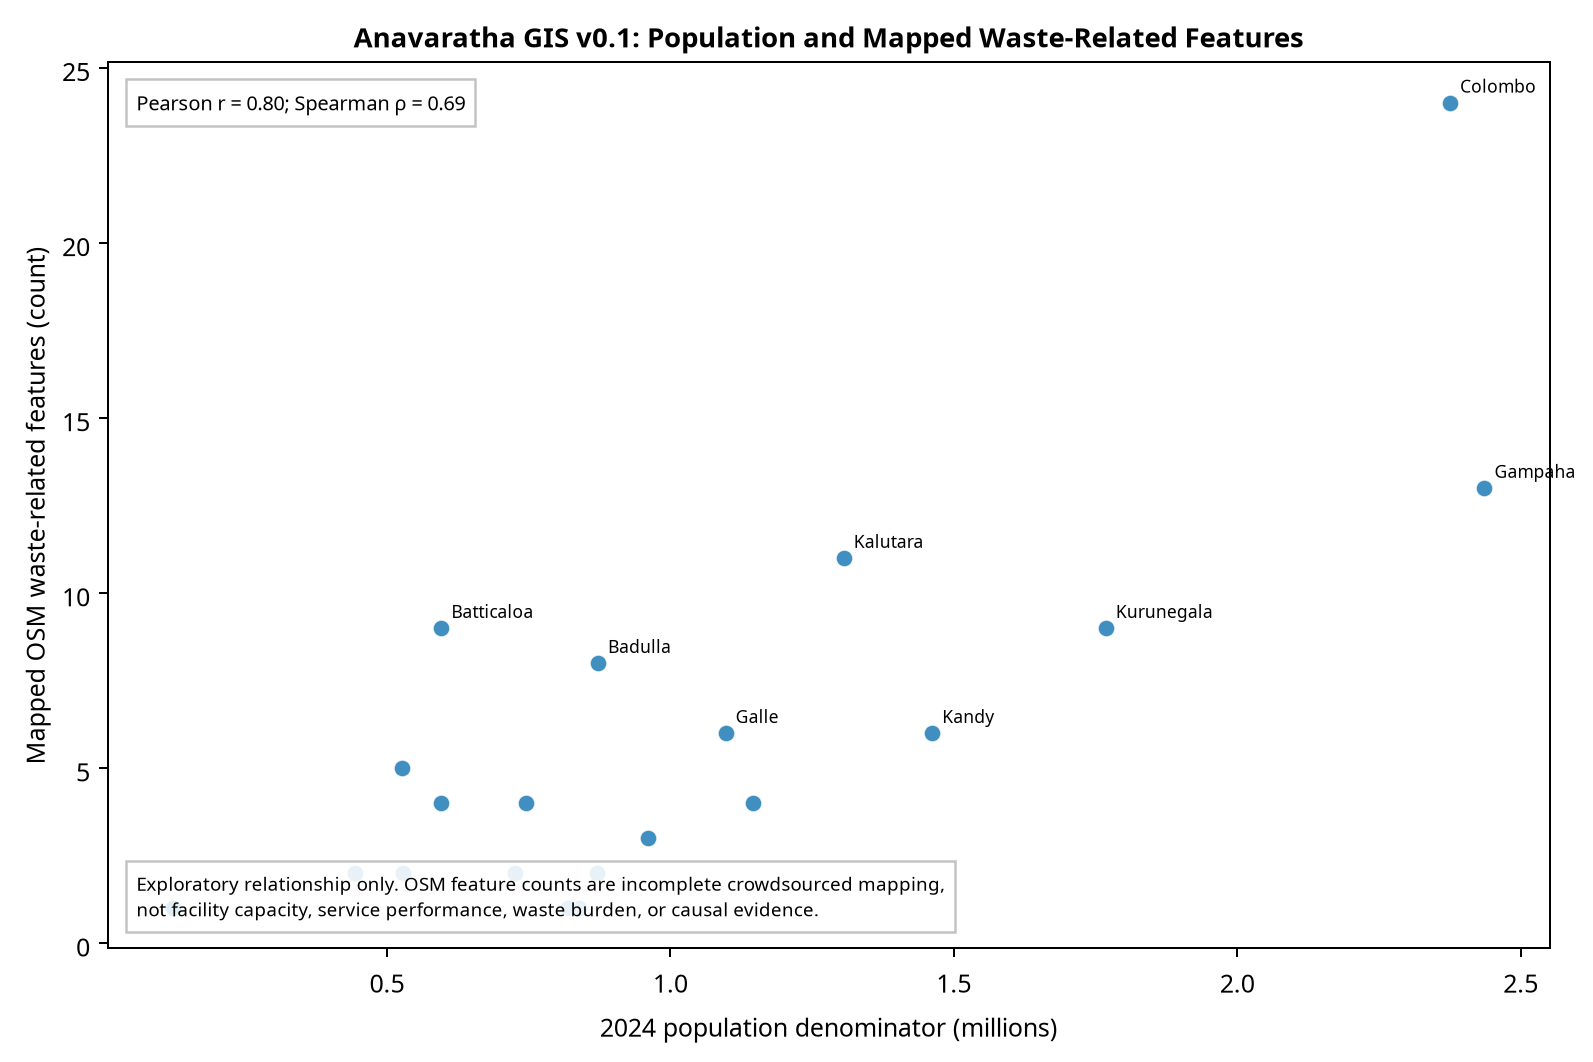 Anavaratha GIS v0.1: Population and Mapped Waste-Related Features
25
Pearson r = 0.80; Spearman ρ = 0.69
Colombo
20
15
Gampaha
Kalutara
10
Batticaloa
Kurunegala
Badulla
Galle
Kandy
5
Exploratory relationship only. OSM feature counts are incomplete crowdsourced mapping,
not facility capacity, service performance, waste burden, or causal evidence.
0
Mapped OSM waste-related features (count)
0.5 1.0 1.5 2.0 2.5
2024 population denominator (millions)